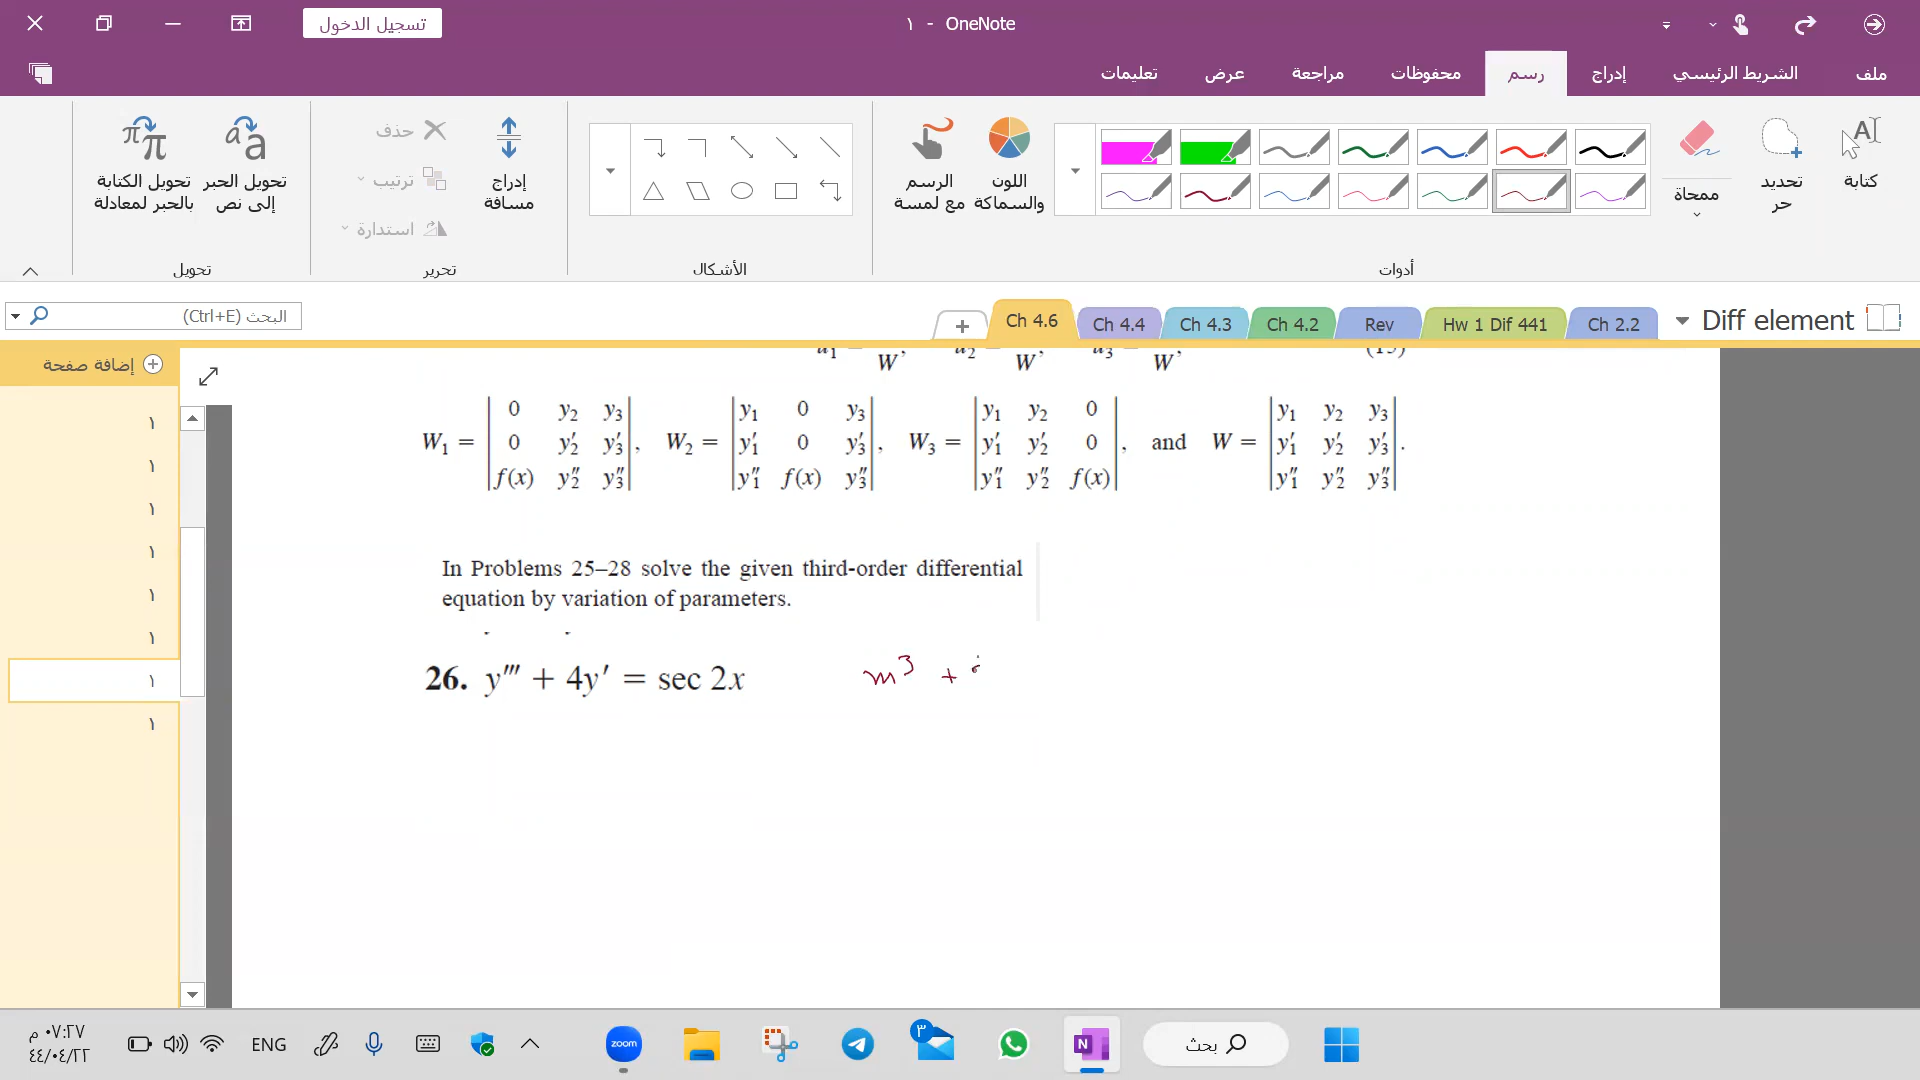 تسجيل الدخول
١ - OneNote
ملف الشريط الرئيسي إدراج رسم محفوظات مراجعة عرض تعليمات
كتابة
تحديد حر
ممحاة
اللون والسماكة
الرسم مع لمسة
إدراج مسافة
حذف
ترتيب
استدارة
تحويل الحبر إلى نص
تحويل الكتابة بالحبر لمعادلة
أدوات
الأشكال
تحرير
تحويل
Diff element
Ch 2.2
Hw 1 Dif 441
Rev
Ch 4.2
Ch 4.3
Ch 4.4
Ch 4.6
البحث (Ctrl+E)
إضافة صفحة
١
١
١
١
١
١
١
١
W₁ = | 0 y₂ y₃ ; 0 y₂′ y₃′ ; f(x) y₂″ y₃″ |, W₂ = | y₁ 0 y₃ ; y₁′ 0 y₃′ ; y₁″ f(x) y₃″ |, W₃ = | y₁ y₂ 0 ; y₁′ y₂′ 0 ; y₁″ y₂″ f(x) |, and W = | y₁ y₂ y₃ ; y₁′ y₂′ y₃′ ; y₁″ y₂″ y₃″ |.
In Problems 25–28 solve the given third-order differential
equation by variation of parameters.
26. y‴ + 4y′ = sec 2x
m³ +
بحث
zoom
٣
ENG
٠٧:٢٧ م
٤٤/٠٤/٢٢